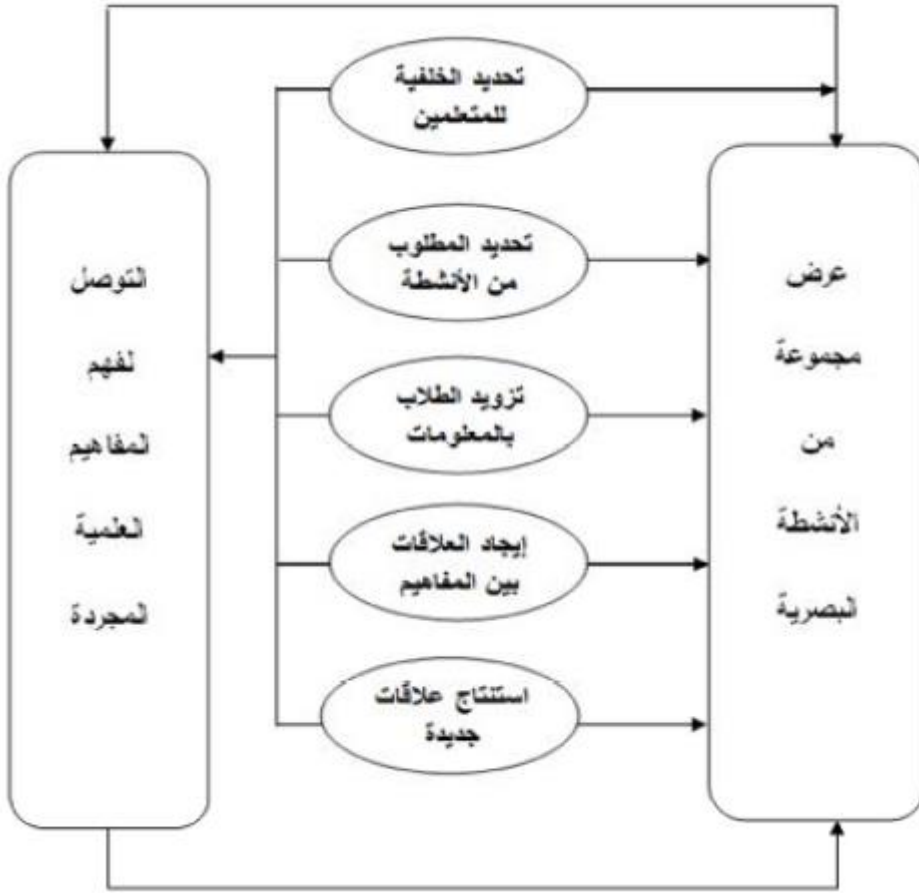 عرض
مجموعة
من
الأنشطة
البصرية
تحديد الخلفية
للمتعلمين
تحديد المطلوب
من الأنشطة
تزويد الطلاب
بالمعلومات
إيجاد العلاقات
بين المفاهيم
استنتاج علاقات
جديدة
التوصل
لفهم
المفاهيم
العلمية
المجردة